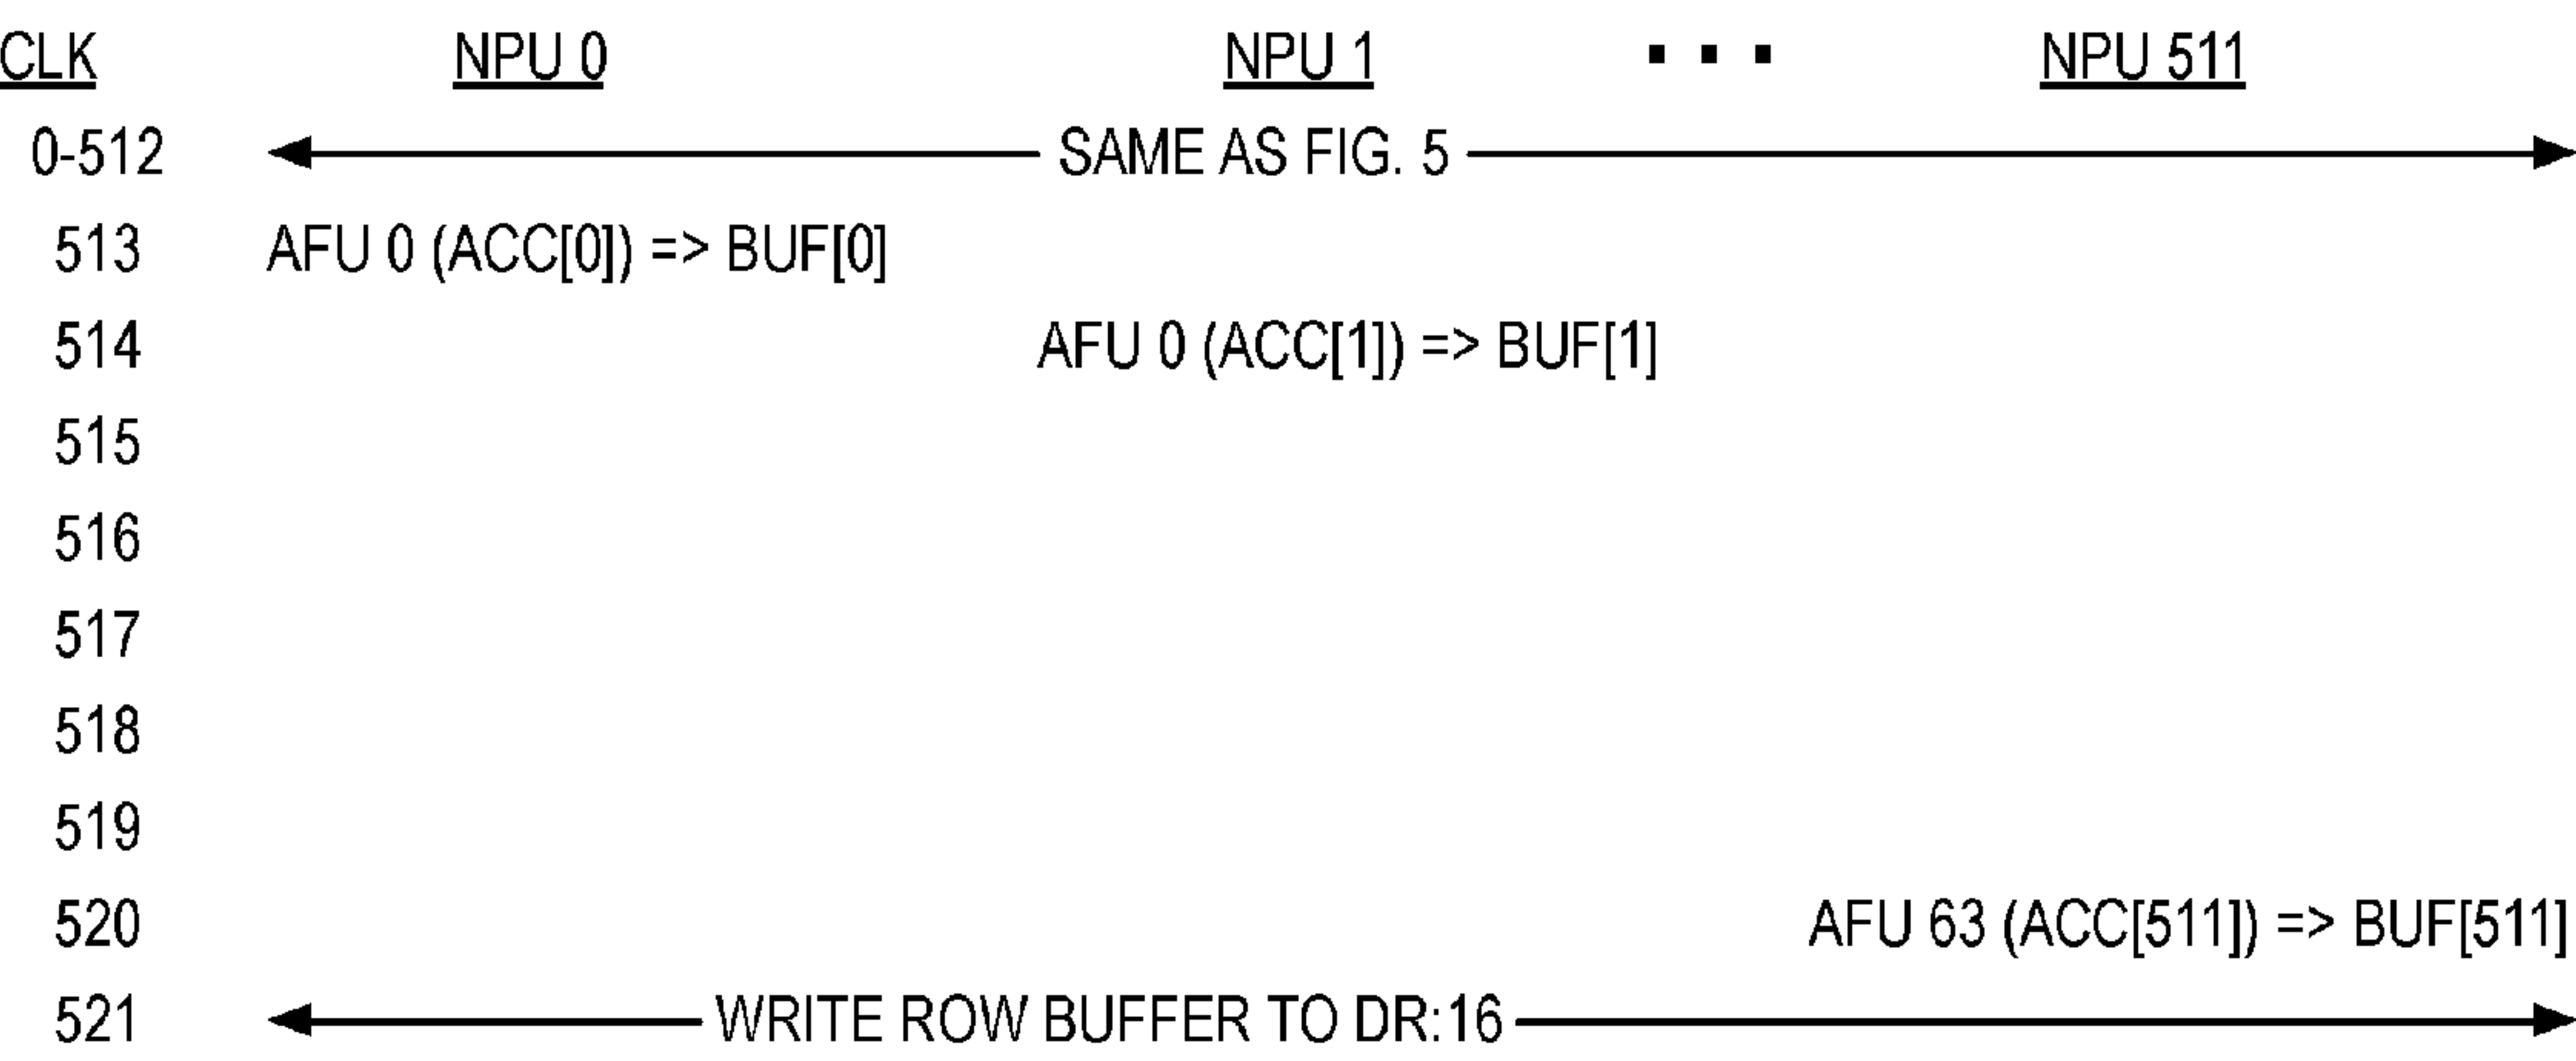 CLK NPU 0 NPU 1 ... NPU 511
0-512 SAME AS FIG. 5
513 AFU 0 (ACC[0]) => BUF[0]
514 AFU 0 (ACC[1]) => BUF[1]
515
516
517
518
519
520 AFU 63 (ACC[511]) => BUF[511]
521 WRITE ROW BUFFER TO DR:16